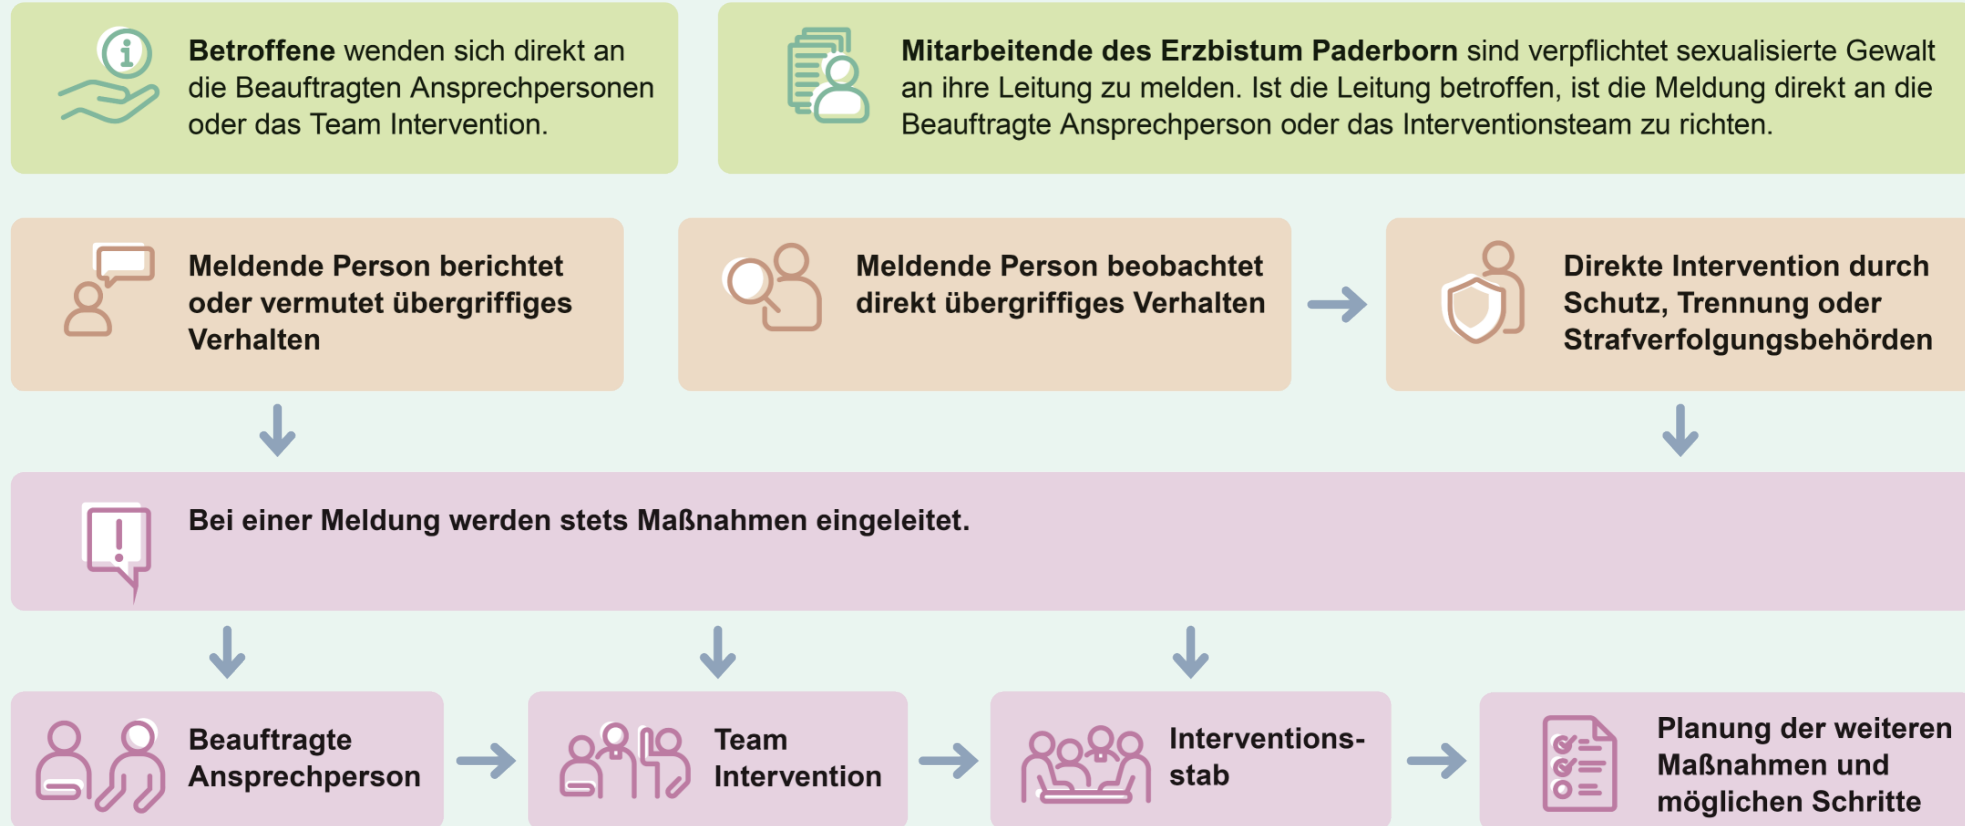 Betroffene wenden sich direkt an
die Beauftragten Ansprechpersonen
oder das Team Intervention.
Mitarbeitende des Erzbistum Paderborn sind verpflichtet sexualisierte Gewalt
an ihre Leitung zu melden. Ist die Leitung betroffen, ist die Meldung direkt an die
Beauftragte Ansprechperson oder das Interventionsteam zu richten.
Meldende Person berichtet
oder vermutet übergriffiges
Verhalten
Meldende Person beobachtet
direkt übergriffiges Verhalten
Direkte Intervention durch
Schutz, Trennung oder
Strafverfolgungsbehörden
Bei einer Meldung werden stets Maßnahmen eingeleitet.
Beauftragte
Ansprechperson
Team
Intervention
Interventions-
stab
Planung der weiteren
Maßnahmen und
möglichen Schritte